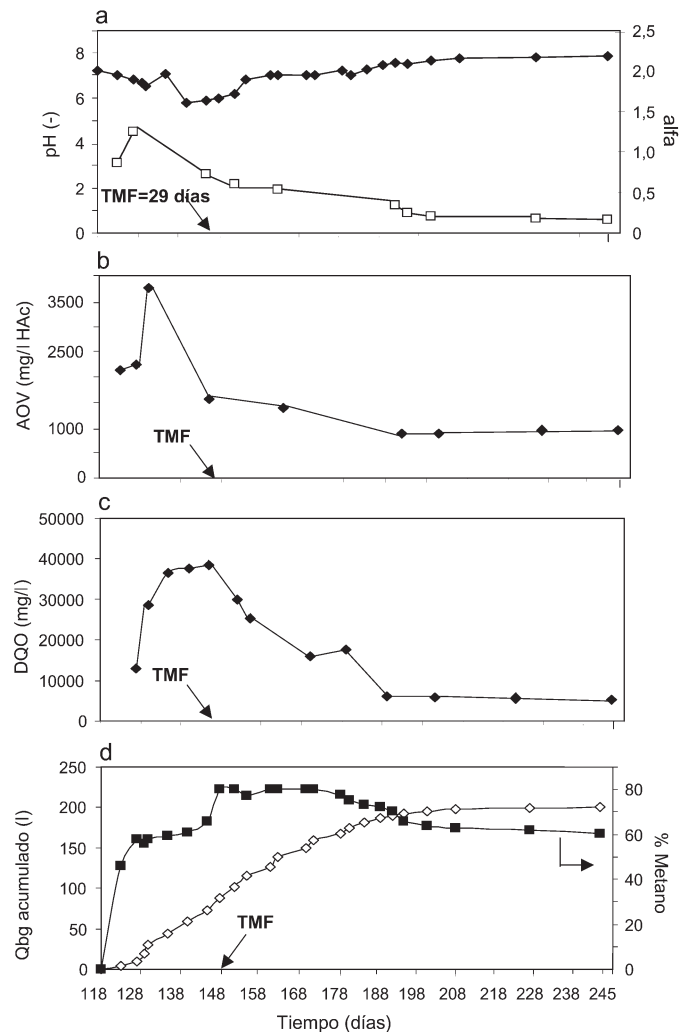 a
8
6
4
2
0
pH (-)
2,5
2,0
1,5
1,0
0,5
0
alfa
TMF=29 días
b
3500
2500
1000
0
AOV (mg/l HAc)
TMF
c
50000
40000
30000
20000
10000
0
DQO (mg/l)
TMF
d
250
200
150
100
50
0
Qbg acumulado (l)
80
60
40
20
0
% Metano
TMF
118 128 138 148 158 168 178 188 198 208 218 228 238 245
Tiempo (días)